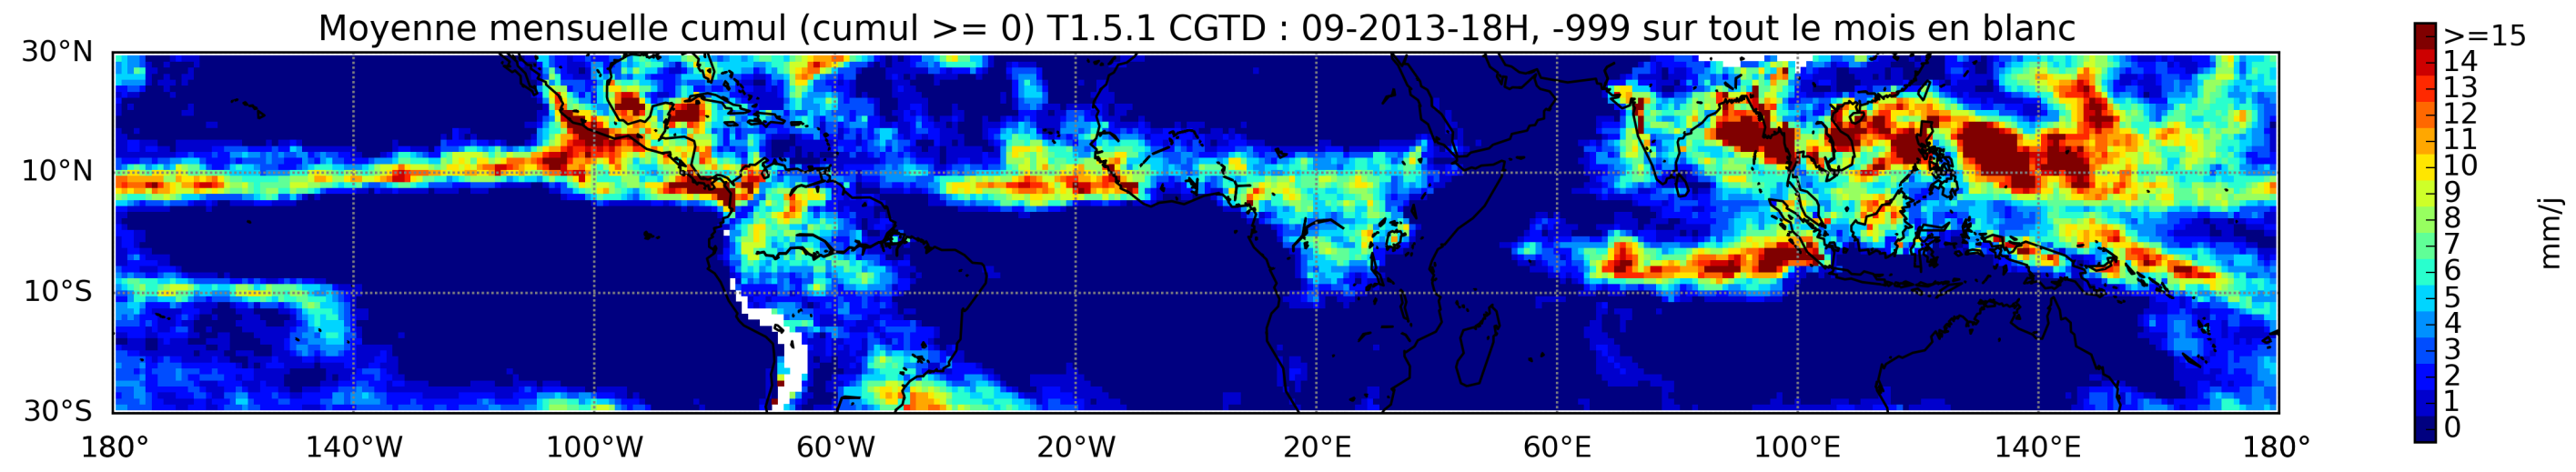 Moyenne mensuelle cumul (cumul >= 0) T1.5.1 CGTD : 09-2013-18H, -999 sur tout le mois en blanc
30°N
10°N
10°S
30°S
180°
140°W
100°W
60°W
20°W
20°E
60°E
100°E
140°E
180°
>=15
14
13
12
11
10
9
8
7
6
5
4
3
2
1
0
mm/j